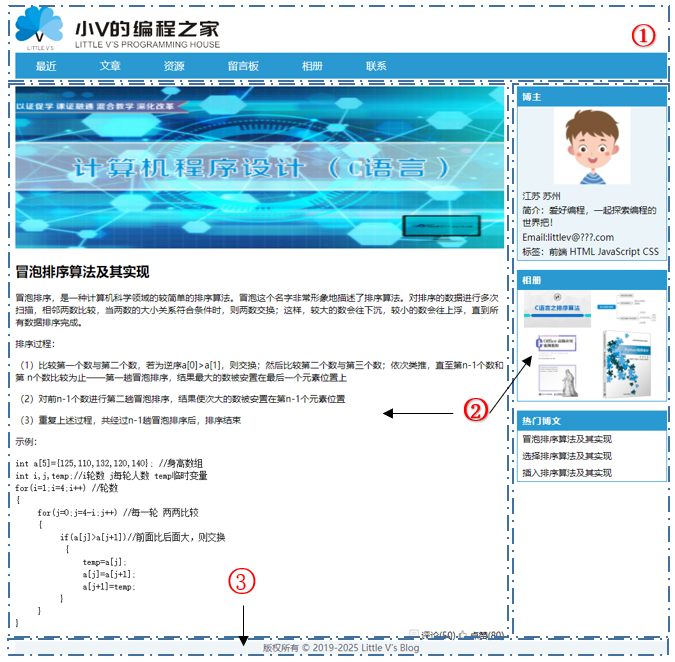 小V的编程之家
LITTLE V'S
LITTLE V'S PROGRAMMING HOUSE
①
最近 文章 资源 留言板 相册 联系
以证促学 课证融通 混合教学 深化改革
计算机程序设计（C语言）
冒泡排序算法及其实现
冒泡排序，是一种计算机科学领域的较简单的排序算法。冒泡这个名字非常形象地描述了排序算法。对排序的数据进行多次
扫描，相邻两数比较，当两数的大小关系符合条件时，则两数交换；这样，较大的数会往下沉，较小的数会往上浮，直到所
有数据排序完成。
排序过程：
（1）比较第一个数与第二个数，若为逆序a[0]>a[1]，则交换；然后比较第二个数与第三个数；依次类推，直至第n-1个数和
第 n个数比较为止——第一趟冒泡排序，结果最大的数被安置在最后一个元素位置上
（2）对前n-1个数进行第二趟冒泡排序，结果使次大的数被安置在第n-1个元素位置
（3）重复上述过程，共经过n-1趟冒泡排序后，排序结束
示例：
int a[5]={125,110,132,120,140}; //身高数组
int i,j,temp;//i轮数 j每轮人数 temp临时变量
for(i=1;i=4;i++) //轮数
{
for(j=0;j=4-i;j++) //每一轮 两两比较
{
if(a[j]>a[j+1])//前面比后面大，则交换
{
temp=a[j];
a[j]=a[j+1];
a[j+1]=temp;
}
}
}
评论(50) 点赞(80)
博主
江苏 苏州
简介：爱好编程，一起探索编程的
世界把！
Email:littlev@???.com
标签：前端 HTML JavaScript CSS
相册
C语言之排序算法
热门博文
冒泡排序算法及其实现
选择排序算法及其实现
插入排序算法及其实现
②
③
版权所有 © 2019-2025 Little V's Blog